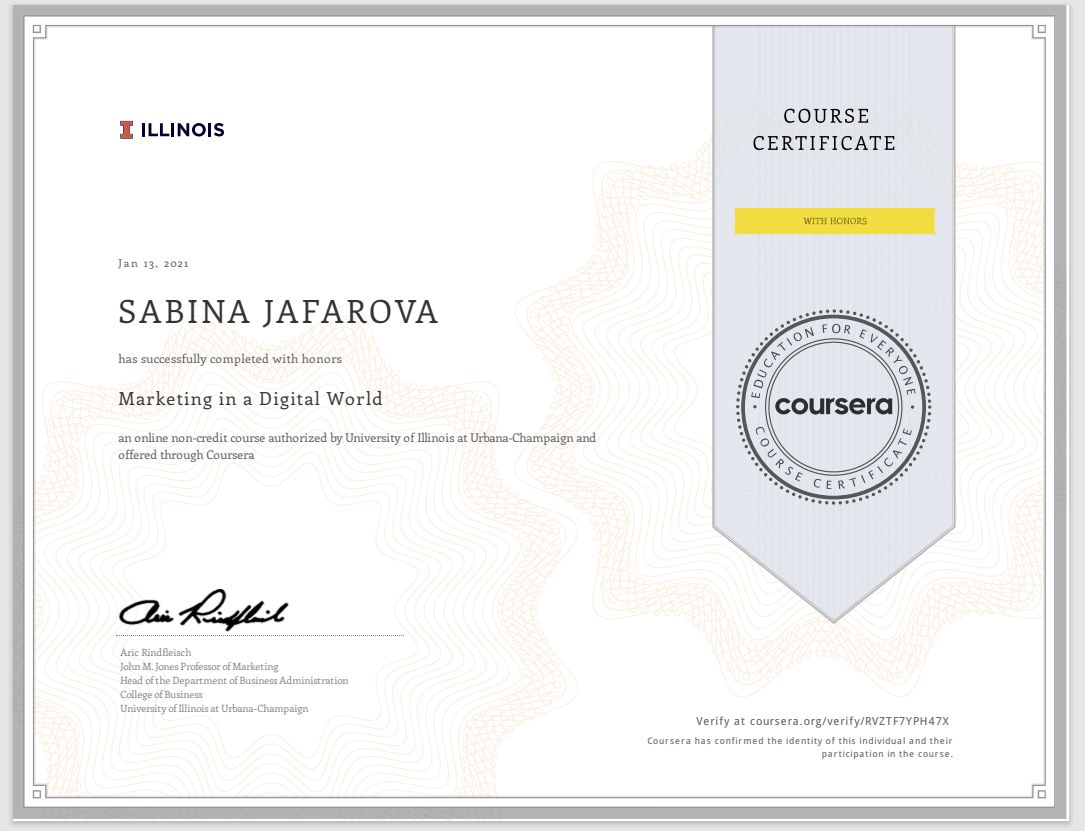 ILLINOIS
COURSE
CERTIFICATE
WITH HONORS
Jan 13, 2021
SABINA JAFAROVA
has successfully completed with honors
Marketing in a Digital World
an online non-credit course authorized by University of Illinois at Urbana-Champaign and
offered through Coursera
EDUCATION FOR EVERYONE
coursera
COURSE CERTIFICATE
Aric Rindfleisch
Aric Rindfleisch
John M. Jones Professor of Marketing
Head of the Department of Business Administration
College of Business
University of Illinois at Urbana-Champaign
Verify at coursera.org/verify/RVZTF7YPH47X
Coursera has confirmed the identity of this individual and their
participation in the course.